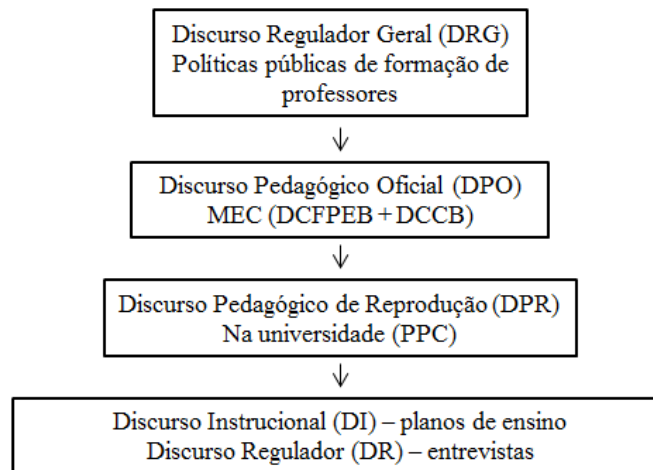 Discurso Regulador Geral (DRG)
Políticas públicas de formação de
professores
Discurso Pedagógico Oficial (DPO)
MEC (DCFPEB + DCCB)
Discurso Pedagógico de Reprodução (DPR)
Na universidade (PPC)
Discurso Instrucional (DI) – planos de ensino
Discurso Regulador (DR) – entrevistas